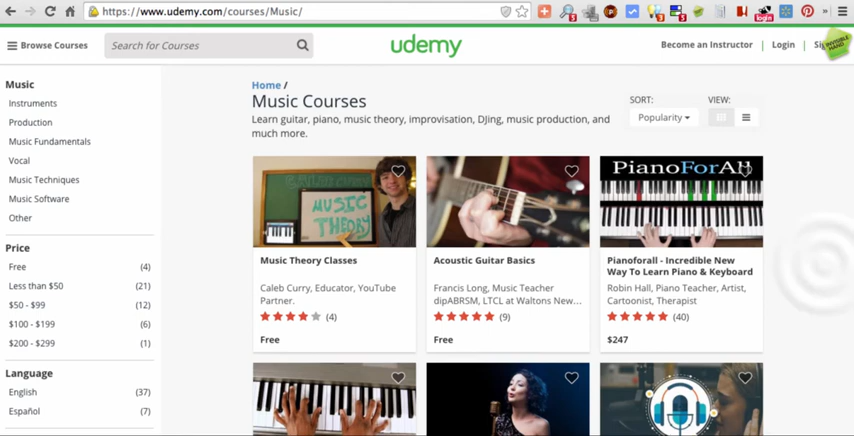 https://www.udemy.com/courses/Music/
Browse Courses
Search for Courses
udemy
Become an Instructor | Login |
Music
Instruments
Production
Music Fundamentals
Vocal
Music Techniques
Music Software
Other
Price
Free (4)
Less than $50 (21)
$50 - $99 (12)
$100 - $199 (6)
$200 - $299 (1)
Language
English (37)
Español (7)
Home /
Music Courses
Learn guitar, piano, music theory, improvisation, DJing, music production, and
much more.
SORT:
Popularity
VIEW:
MUSIC
THEORY
Music Theory Classes
Caleb Curry, Educator, YouTube
Partner.
(4)
Free
Acoustic Guitar Basics
Francis Long, Music Teacher
dipABRSM, LTCL at Waltons New...
(9)
Free
PianoForAll
Pianoforall - Incredible New
Way To Learn Piano & Keyboard
Robin Hall, Piano Teacher, Artist,
Cartoonist, Therapist
(40)
$247